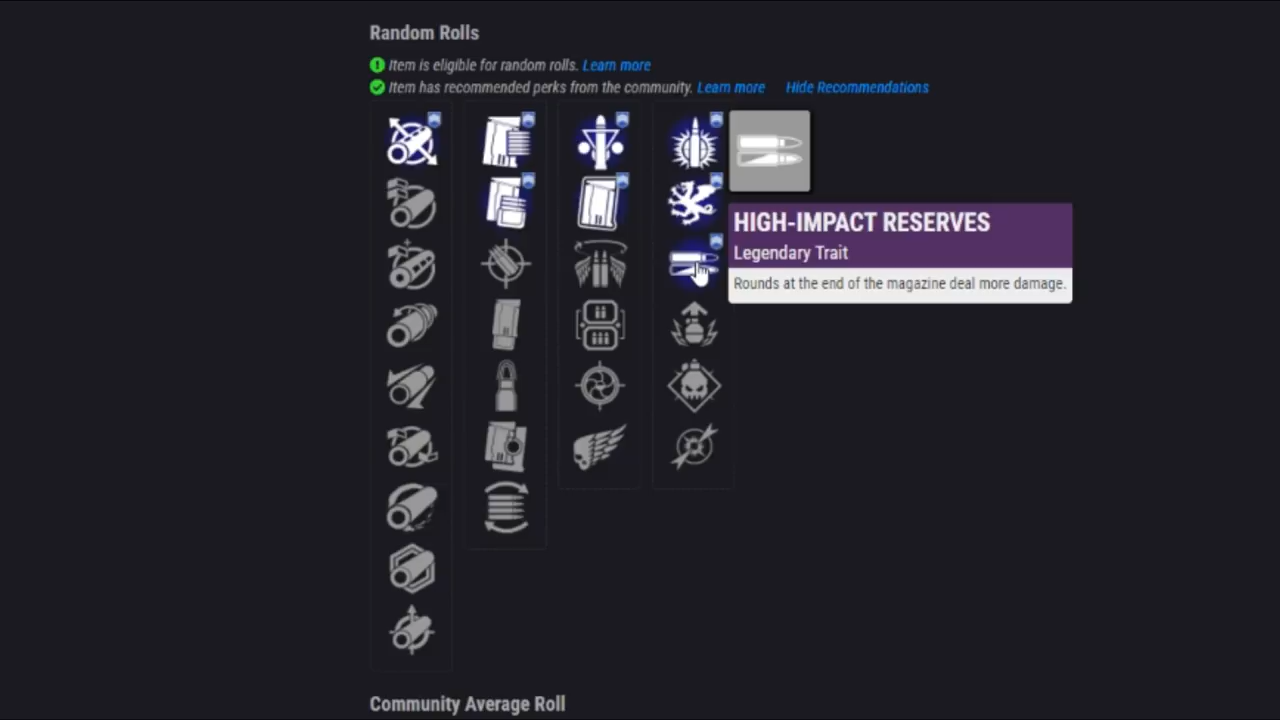 Random Rolls
Item is eligible for random rolls. Learn more
Item has recommended perks from the community. Learn more Hide Recommendations
HIGH-IMPACT RESERVES
Legendary Trait
Rounds at the end of the magazine deal more damage.
Community Average Roll